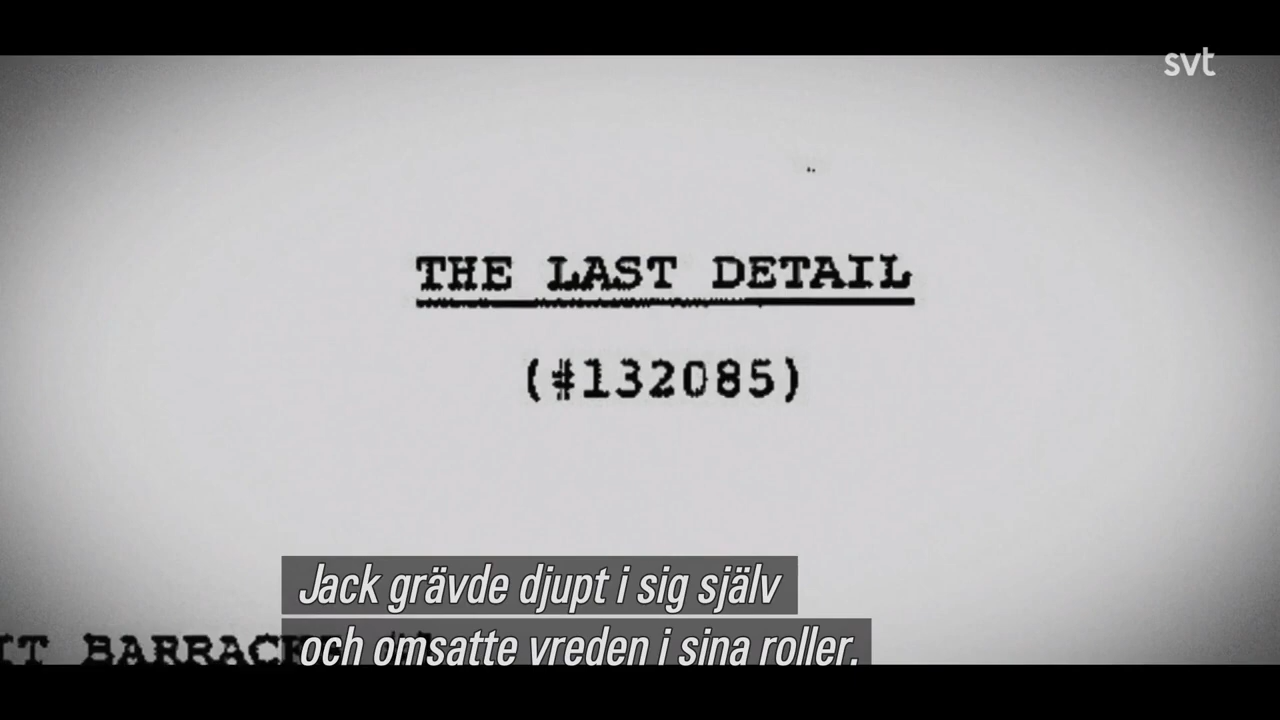 svt
THE LAST DETAIL
(#132085)
Jack grävde djupt i sig själv
och omsatte vreden i sina roller.